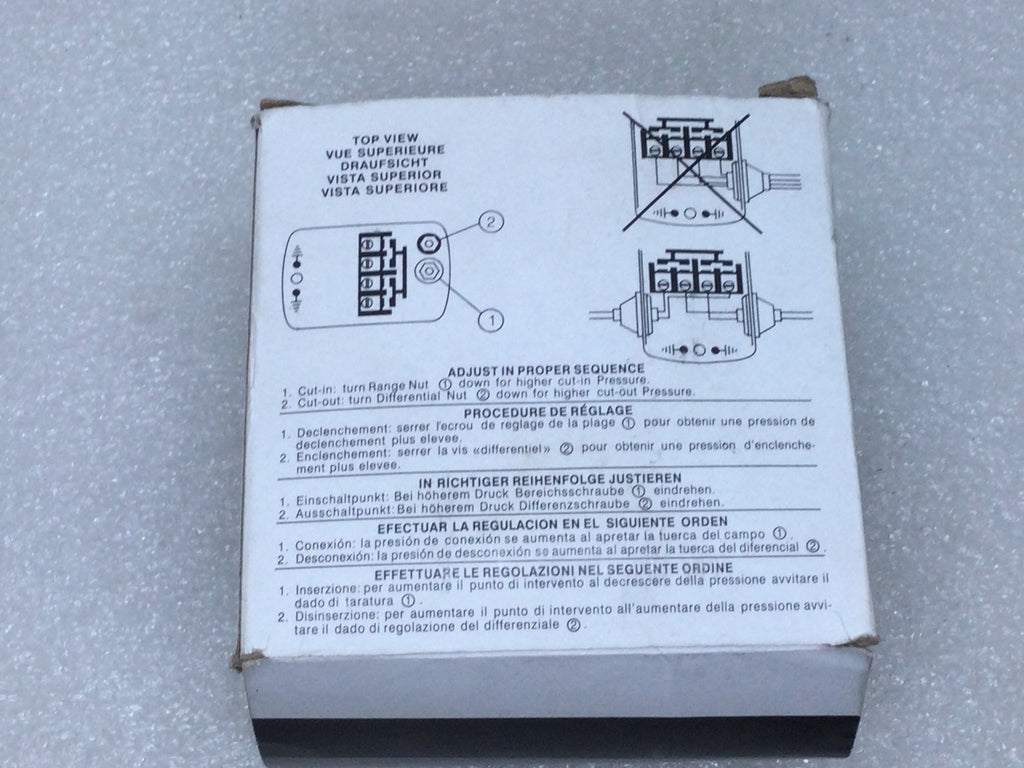 TOP VIEW
VUE SUPERIEURE
DRAUFSICHT
VISTA SUPERIOR
VISTA SUPERIORE
2
1
ADJUST IN PROPER SEQUENCE
1. Cut-in: turn Range Nut ① down for higher cut-in Pressure.
2. Cut-out: turn Differential Nut ② down for higher cut-out Pressure.
PROCEDURE DE RÉGLAGE
1. Declenchement: serrer l'ecrou de reglage de la plage ① pour obtenir une pression de
declenchement plus elevee.
2. Enclenchement: serrer la vis «differentiel» ② pour obtenir une pression d'enclenche-
ment plus elevee.
IN RICHTIGER REIHENFOLGE JUSTIEREN
1. Einschaltpunkt: Bei höherem Druck Bereichsschraube ① eindrehen.
2. Ausschaltpunkt: Bei höherem Druck Differenzschraube ② eindrehen.
EFECTUAR LA REGULACION EN EL SIGUIENTE ORDEN
1. Conexión: la presión de conexión se aumenta al apretar la tuerca del campo ①.
2. Desconexión: la presión de desconexión se aumenta al apretar la tuerca del diferencial ②.
EFFETTUARE LE REGOLAZIONI NEL SEGUENTE ORDINE
1. Inserzione: per aumentare il punto di intervento al decrescere della pressione avvitare il
dado di taratura ①.
2. Disinserzione: per aumentare il punto di intervento all'aumentare della pressione avvi-
tare il dado di regolazione del differenziale ②.